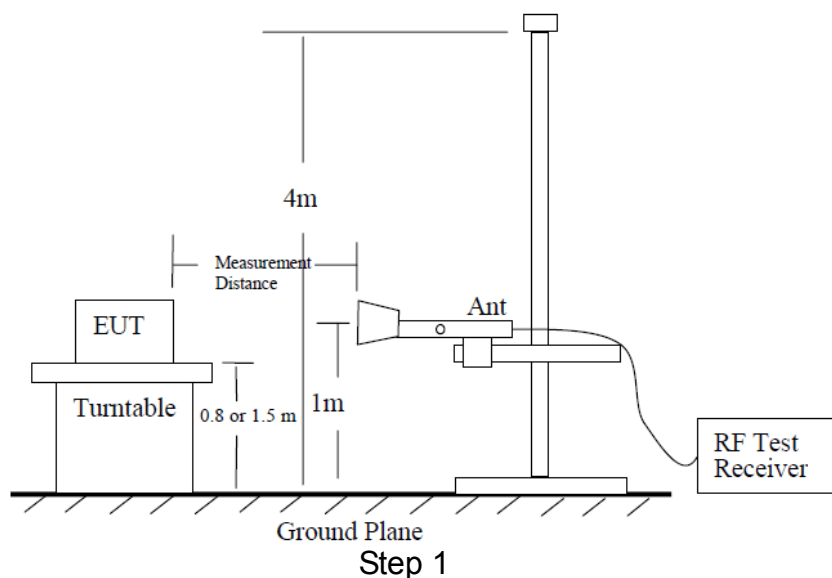 4m
Measurement
Distance
Ant
EUT
Turntable
0.8 or 1.5 m
1m
RF Test
Receiver
Ground Plane
Step 1